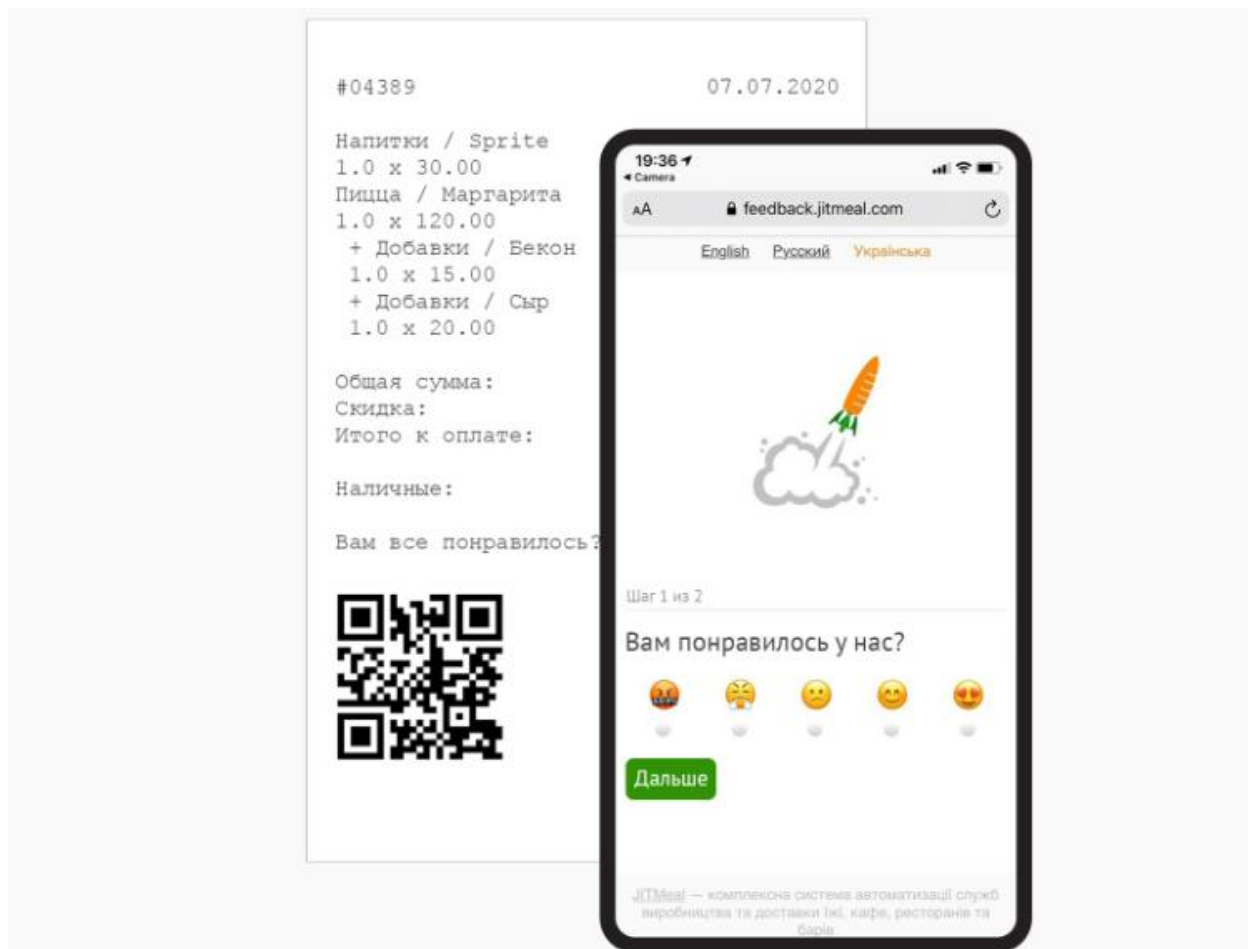 #04389 07.07.2020
Напитки / Sprite
1.0 x 30.00
Пицца / Маргарита
1.0 x 120.00
+ Добавки / Бекон
1.0 x 15.00
+ Добавки / Сыр
1.0 x 20.00
Общая сумма:
Скидка:
Итого к оплате:
Наличные:
Вам все понравилось?
19:36
Camera
AA feedback.jitmeal.com
English Русский Українська
Шаг 1 из 2
Вам понравилось у нас?
Дальше
JITMeal — комплексна система автоматизації служб
виробництва та доставки їжі, кафе, ресторанів та
барів